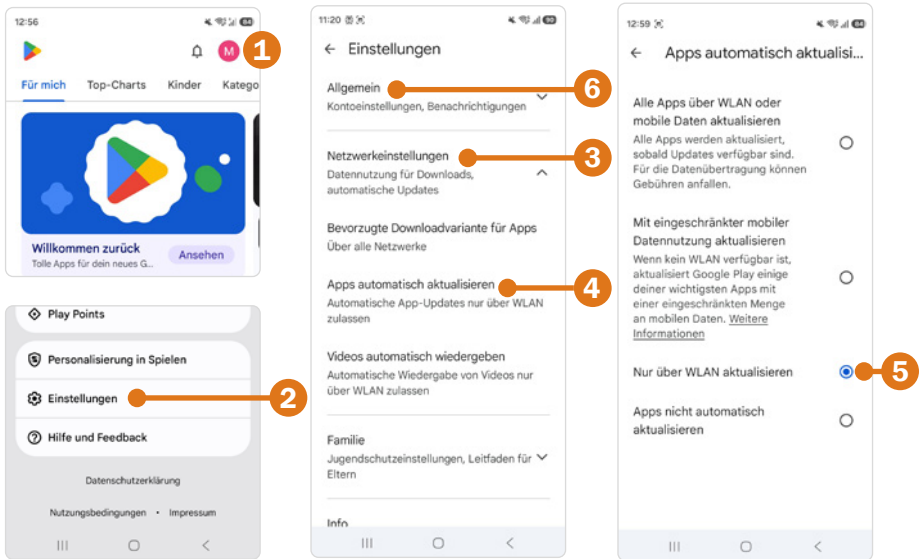 12:56
84
M
1
Für mich Top-Charts Kinder Katego
Willkommen zurück
Tolle Apps für dein neues G...
Ansehen
Play Points
Personalisierung in Spielen
Einstellungen
2
Hilfe und Feedback
Datenschutzerklärung
Nutzungsbedingungen • Impressum
11:20
90
Einstellungen
Allgemein
6
Kontoeinstellungen, Benachrichtigungen
Netzwerkeinstellungen
3
Datennutzung für Downloads,
automatische Updates
Bevorzugte Downloadvariante für Apps
Über alle Netzwerke
Apps automatisch aktualisieren
4
Automatische App-Updates nur über WLAN
zulassen
Videos automatisch wiedergeben
Automatische Wiedergabe von Videos nur
über WLAN zulassen
Familie
Jugendschutzeinstellungen, Leitfaden für
Eltern
Info
12:59
84
Apps automatisch aktualisi...
Alle Apps über WLAN oder
mobile Daten aktualisieren
Alle Apps werden aktualisiert,
sobald Updates verfügbar sind.
Für die Datenübertragung können
Gebühren anfallen.
Mit eingeschränkter mobiler
Datennutzung aktualisieren
Wenn kein WLAN verfügbar ist,
aktualisiert Google Play einige
deiner wichtigsten Apps mit
einer eingeschränkten Menge
an mobilen Daten. Weitere
Informationen
Nur über WLAN aktualisieren
5
Apps nicht automatisch
aktualisieren